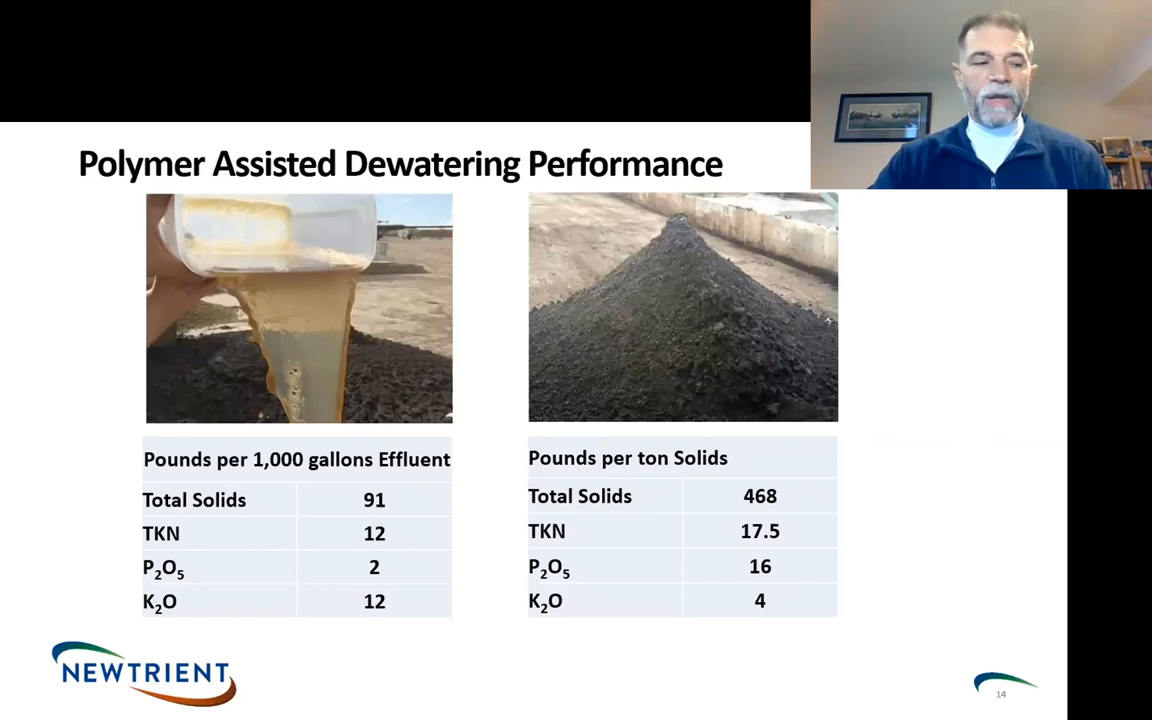 Polymer Assisted Dewatering Performance
Pounds per 1,000 gallons Effluent
Total Solids 91
TKN 12
P₂O₅ 2
K₂O 12
Pounds per ton Solids
Total Solids 468
TKN 17.5
P₂O₅ 16
K₂O 4
NEWTRIENT
14